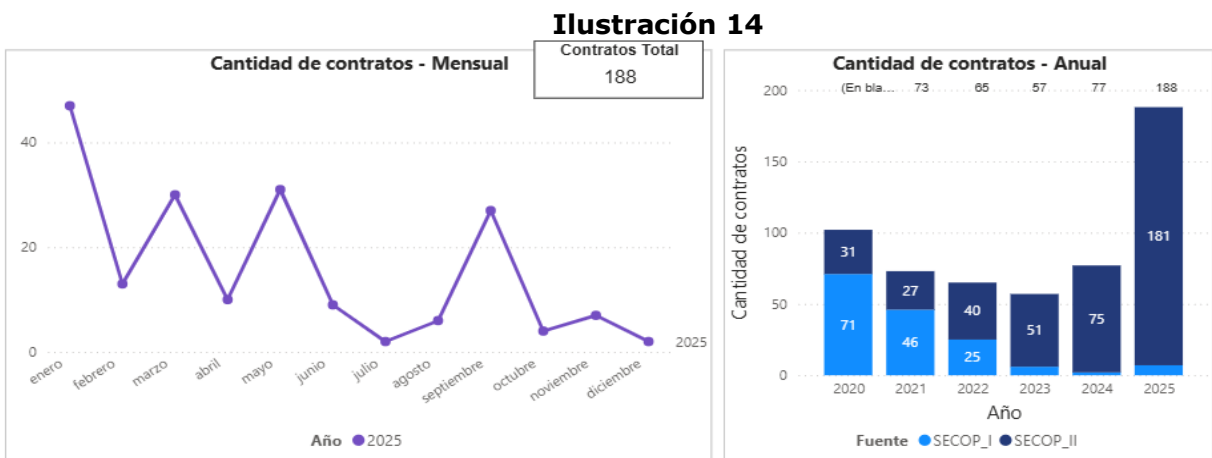 Ilustración 14
Cantidad de contratos - Mensual
Contratos Total
188
40
20
0
enero
febrero
marzo
abril
mayo
junio
julio
agosto
septiembre
octubre
noviembre
diciembre
2025
Año 2025
Cantidad de contratos - Anual
(En bla... 73 65 57 77 188
Cantidad de contratos
200
150
100
50
0
31
71
27
46
40
25
51
75
181
2020 2021 2022 2023 2024 2025
Año
Fuente SECOP_I SECOP_II